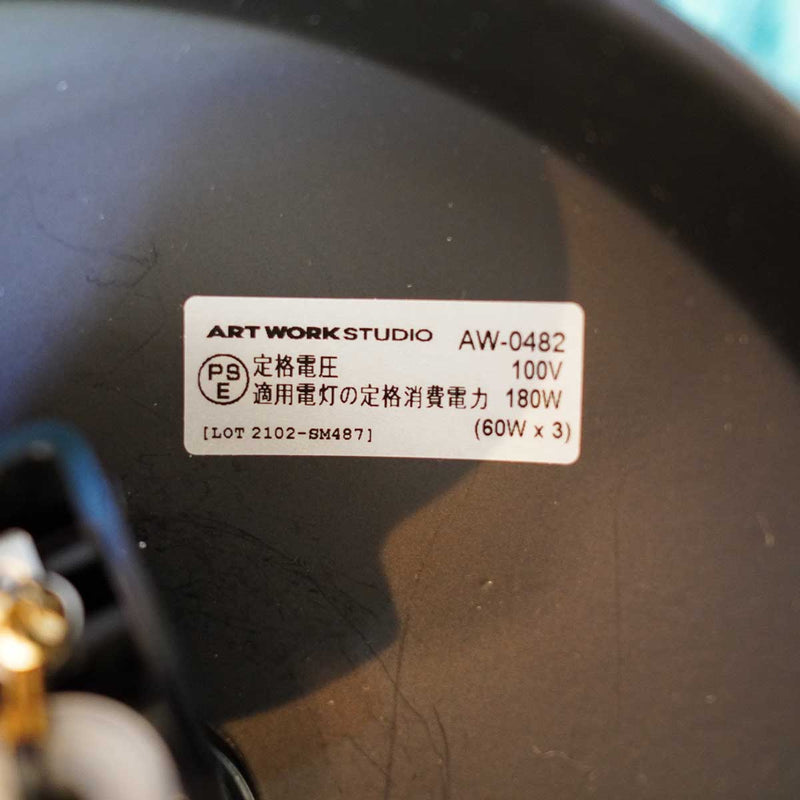 ART WORK STUDIO AW-0482
PSE 定格電圧 100V
適用電灯の定格消費電力 180W
(60W x 3)
[LOT 2102-SM487]